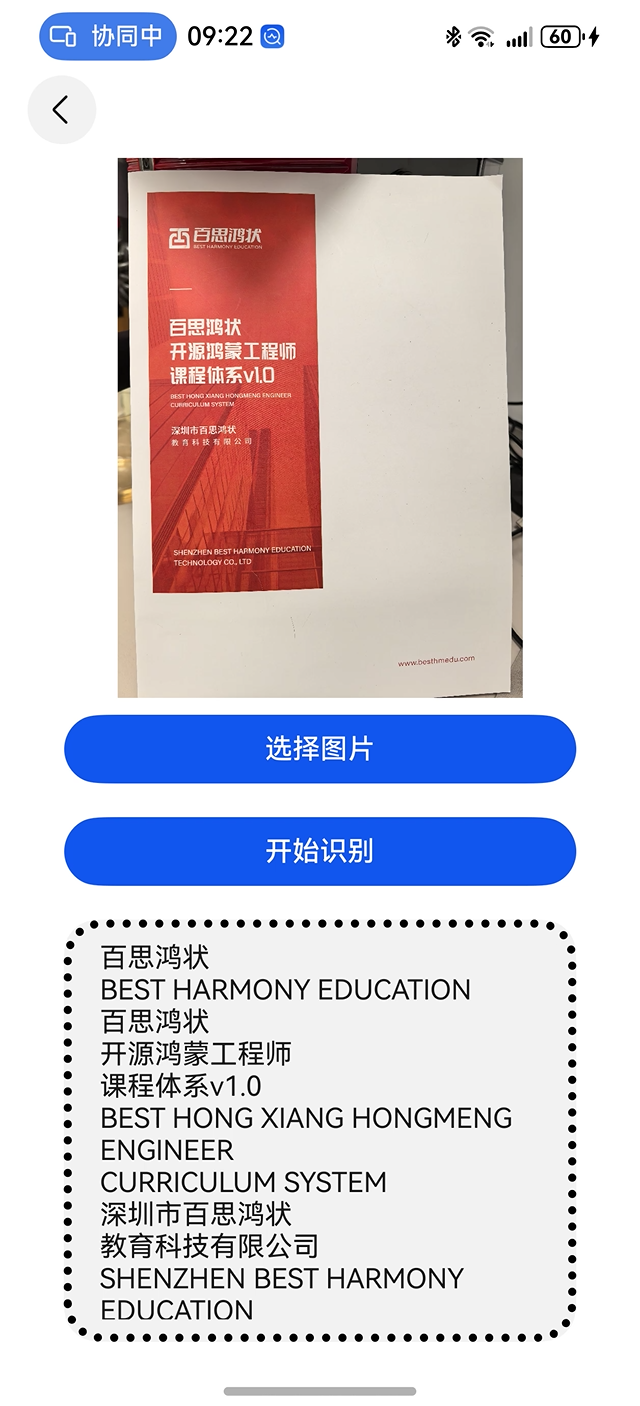 协同中 09:22 60
百思鸿状
BEST HARMONY EDUCATION
百思鸿状
开源鸿蒙工程师
课程体系v1.0
BEST HONG XIANG HONGMENG ENGINEER
CURRICULUM SYSTEM
深圳市百思鸿状
教育科技有限公司
SHENZHEN BEST HARMONY EDUCATION
TECHNOLOGY CO., LTD
www.besthmedu.com
选择图片
开始识别
百思鸿状
BEST HARMONY EDUCATION
百思鸿状
开源鸿蒙工程师
课程体系v1.0
BEST HONG XIANG HONGMENG
ENGINEER
CURRICULUM SYSTEM
深圳市百思鸿状
教育科技有限公司
SHENZHEN BEST HARMONY
EDUCATION